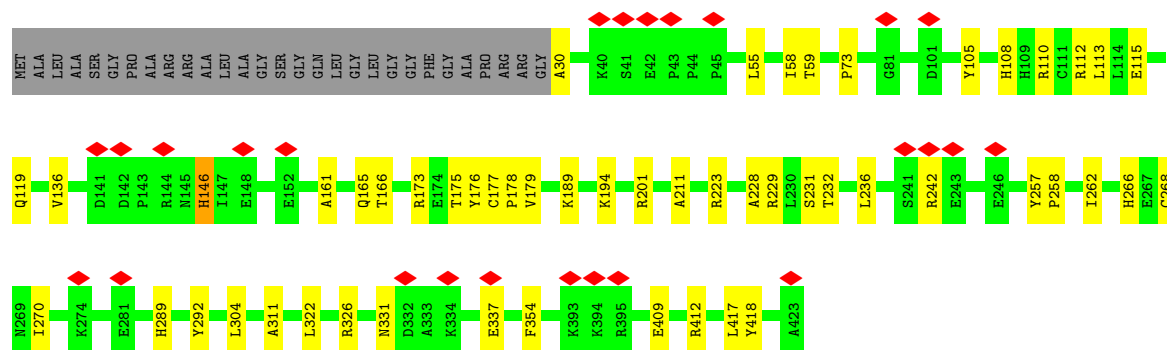 MET ALA LEU ALA SER GLY PRO ALA ARG ARG ALA LEU ALA GLY SER GLY GLN LEU GLY LEU GLY GLY PHE GLY ALA PRO ARG ARG GLY A30 K40 S41 E42 P43 P44 P45 L55 I58 T59 P73 G81 D101 Y105 H108 H109 R110 C111 R112 L113 L114 E115
Q119 V136 D141 D142 P143 R144 N145 H146 I147 E148 E152 A161 Q165 T166 R173 E174 T175 Y176 C177 P178 V179 K189 K194 R201 A211 R223 A228 R229 L230 S231 T232 L236 S241 R242 E243 E246 Y257 P258 I262 H266 E267 C268
N269 I270 K274 E281 H289 Y292 L304 A311 L322 R326 N331 D332 A333 K334 E337 F354 K393 K394 R395 E409 R412 L417 Y418 A423